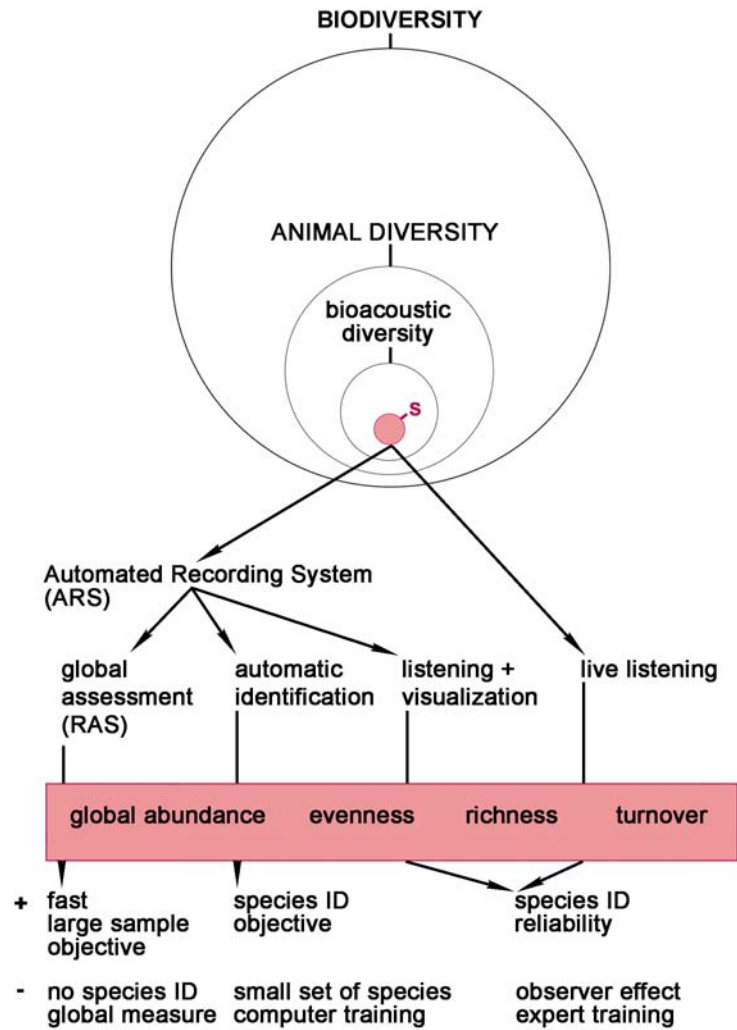 BIODIVERSITY
ANIMAL DIVERSITY
bioacoustic
diversity
S
Automated Recording System
(ARS)
global
assessment
(RAS)
automatic
identification
listening +
visualization
live listening
global abundance evenness richness turnover
+ fast
large sample
objective
species ID
objective
species ID
reliability
- no species ID
global measure
small set of species
computer training
observer effect
expert training